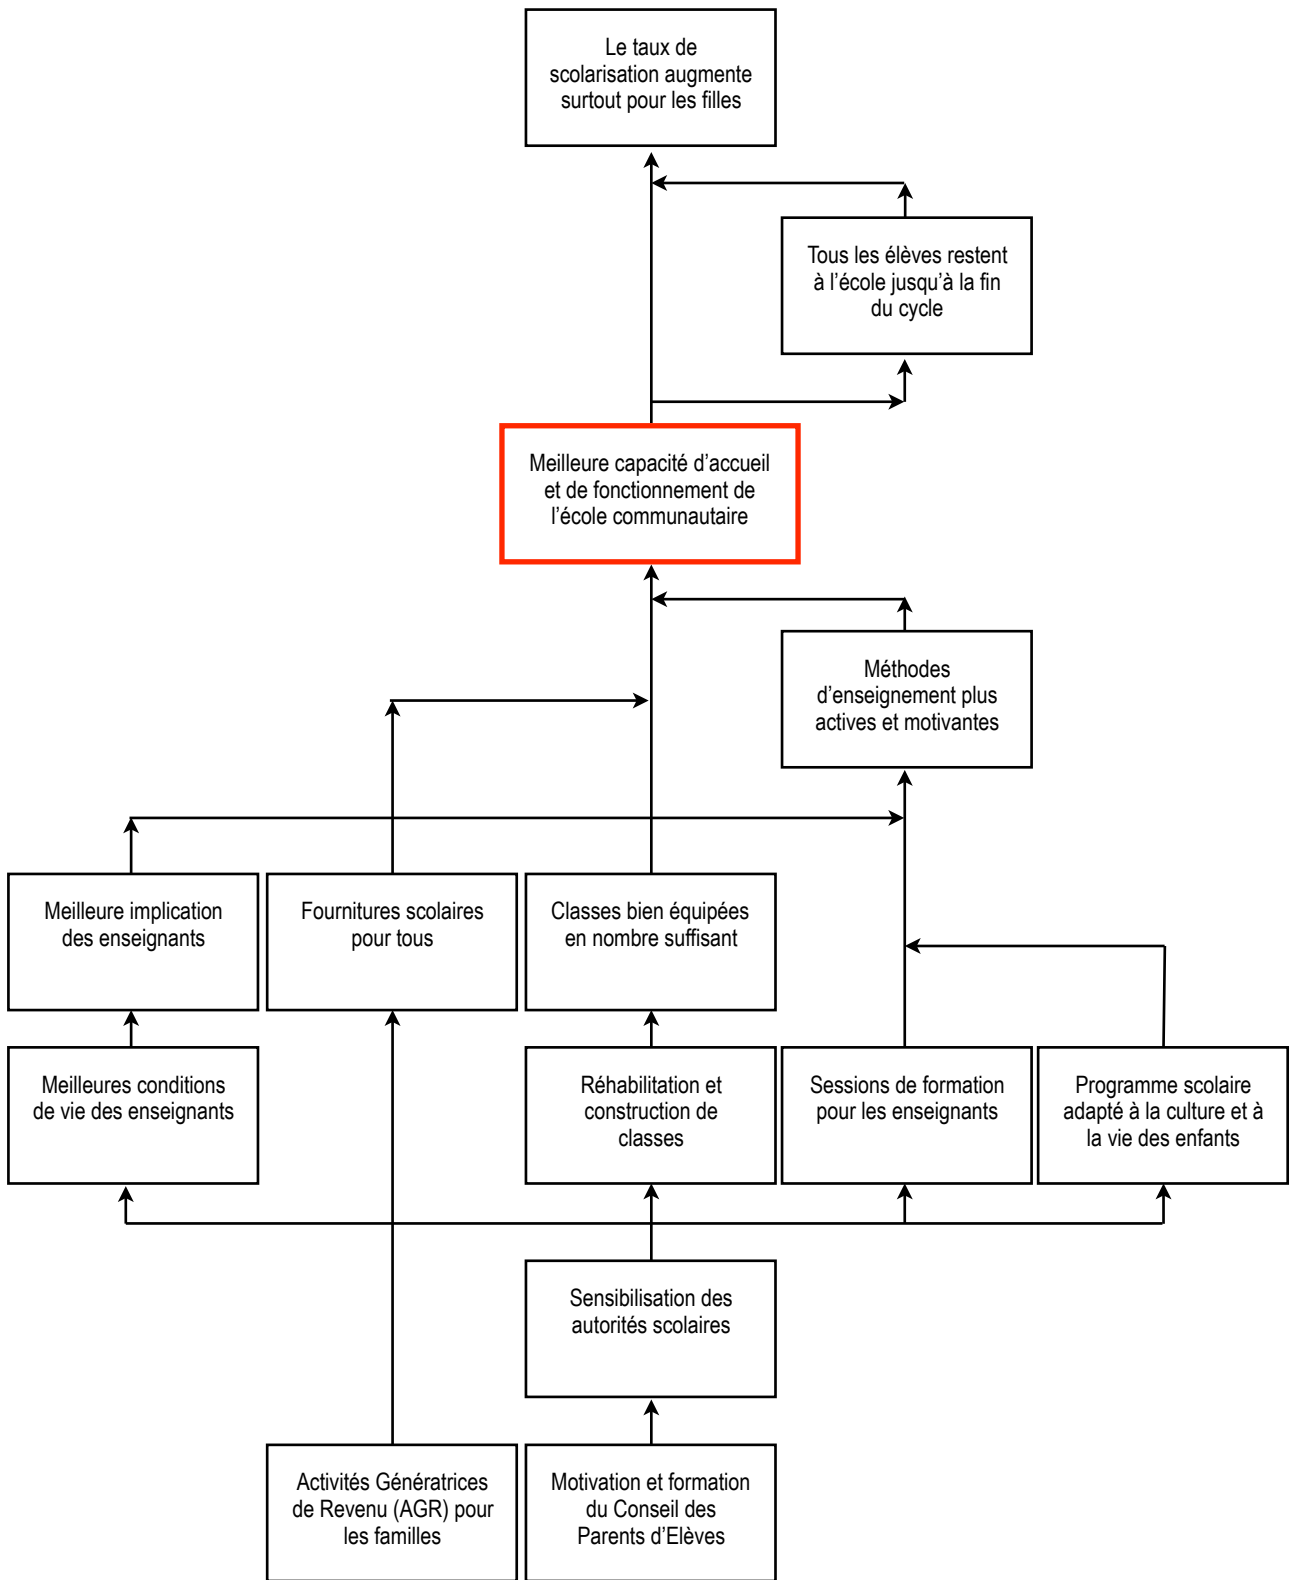 Le taux de
scolarisation augmente
surtout pour les filles
Tous les élèves restent
à l’école jusqu’à la fin
du cycle
Meilleure capacité d’accueil
et de fonctionnement de
l’école communautaire
Méthodes
d’enseignement plus
actives et motivantes
Meilleure implication
des enseignants
Fournitures scolaires
pour tous
Classes bien équipées
en nombre suffisant
Meilleures conditions
de vie des enseignants
Réhabilitation et
construction de
classes
Sessions de formation
pour les enseignants
Programme scolaire
adapté à la culture et à
la vie des enfants
Sensibilisation des
autorités scolaires
Activités Génératrices
de Revenu (AGR) pour
les familles
Motivation et formation
du Conseil des
Parents d’Elèves